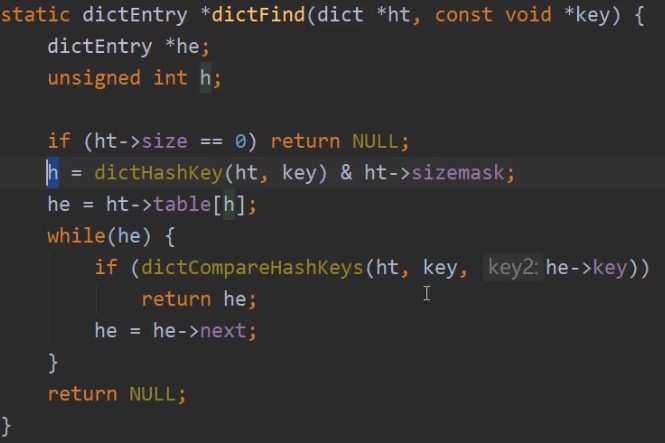 static dictEntry *dictFind(dict *ht, const void *key) {
    dictEntry *he;
    unsigned int h;

    if (ht->size == 0) return NULL;
    h = dictHashKey(ht, key) & ht->sizemask;
    he = ht->table[h];
    while(he) {
        if (dictCompareHashKeys(ht, key, key2: he->key))
            return he;
        he = he->next;
    }
    return NULL;
}